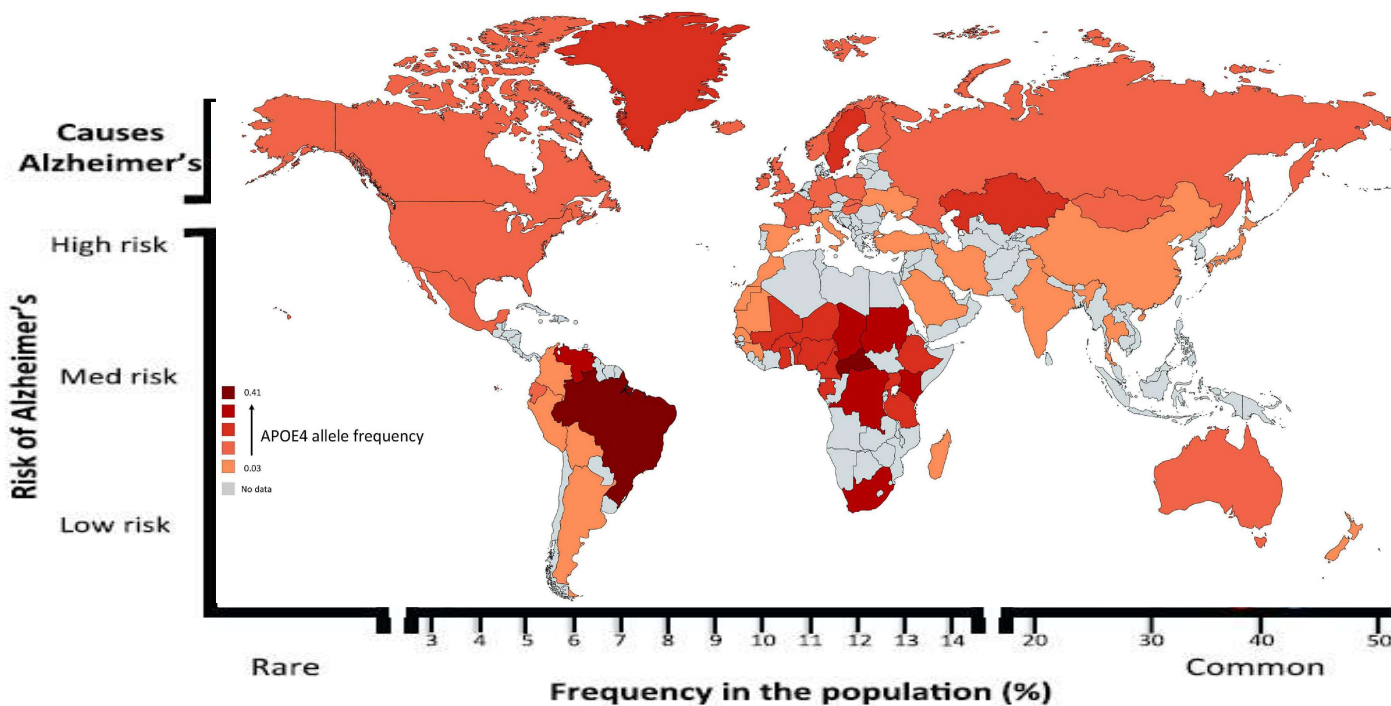 Causes
Alzheimer's
High risk
Med risk
Low risk
Risk of Alzheimer's
0.41
APOE4 allele frequency
0.03
No data
3 4 5 6 7 8 9 10 11 12 13 14 20 30 40 50
Rare
Common
Frequency in the population (%)